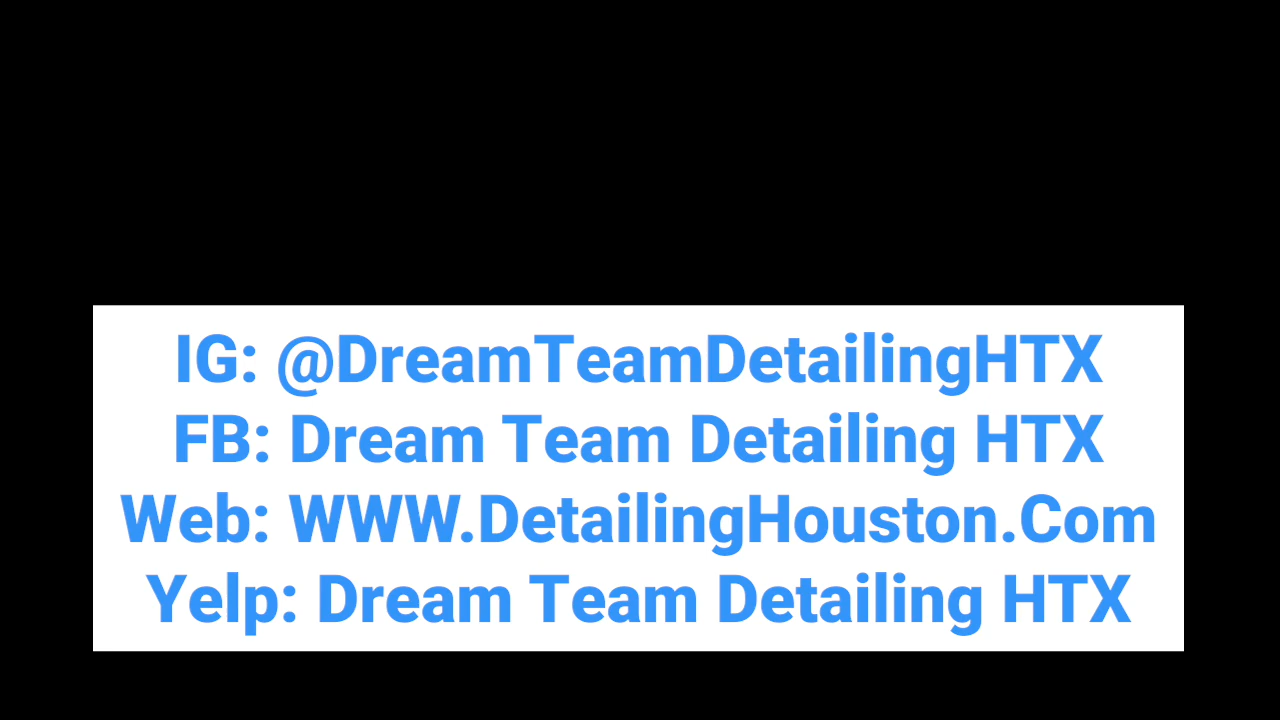 IG: @DreamTeamDetailingHTX
FB: Dream Team Detailing HTX
Web: WWW.DetailingHouston.Com
Yelp: Dream Team Detailing HTX